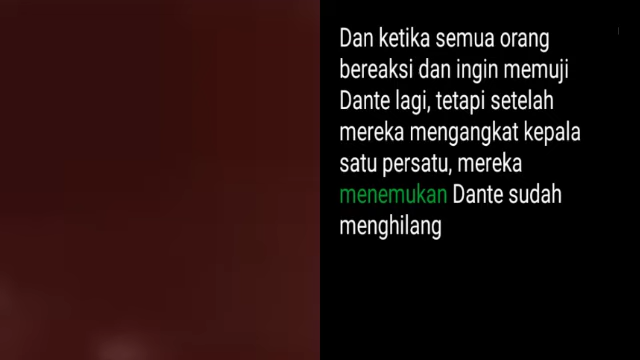 Dan ketika semua orang
bereaksi dan ingin memuji
Dante lagi, tetapi setelah
mereka mengangkat kepala
satu persatu, mereka
menemukan Dante sudah
menghilang